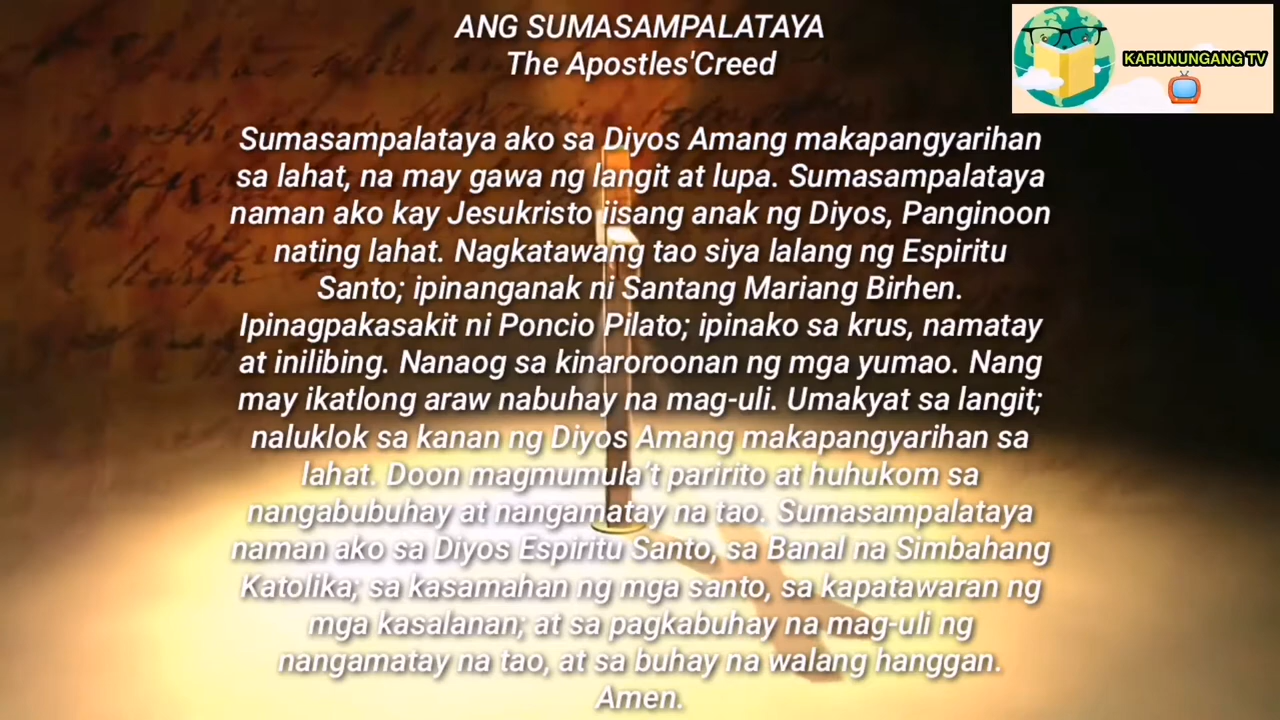 ANG SUMASAMPALATAYA
The Apostles'Creed
KARUNUNGANG TV
Sumasampalataya ako sa Diyos Amang makapangyarihan
sa lahat, na may gawa ng langit at lupa. Sumasampalataya
naman ako kay Jesukristo iisang anak ng Diyos, Panginoon
nating lahat. Nagkatawang tao siya lalang ng Espiritu
Santo; ipinanganak ni Santang Mariang Birhen.
Ipinagpakasakit ni Poncio Pilato; ipinako sa krus, namatay
at inilibing. Nanaog sa kinaroroonan ng mga yumao. Nang
may ikatlong araw nabuhay na mag-uli. Umakyat sa langit;
naluklok sa kanan ng Diyos Amang makapangyarihan sa
lahat. Doon magmumula’t paririto at huhukom sa
nangabubuhay at nangamatay na tao. Sumasampalataya
naman ako sa Diyos Espiritu Santo, sa Banal na Simbahang
Katolika; sa kasamahan ng mga santo, sa kapatawaran ng
mga kasalanan; at sa pagkabuhay na mag-uli ng
nangamatay na tao, at sa buhay na walang hanggan.
Amen.